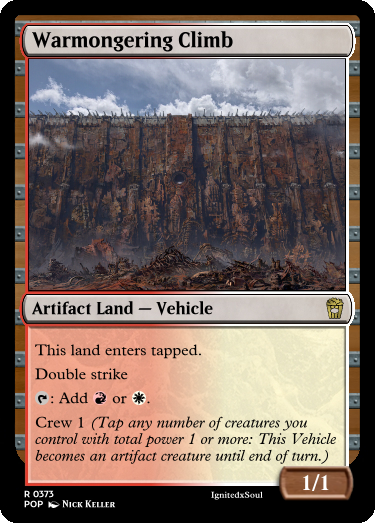 Warmongering Climb
Artifact Land — Vehicle
This land enters tapped.
Double strike
: Add or .
Crew 1 (Tap any number of creatures you
control with total power 1 or more: This Vehicle
becomes an artifact creature until end of turn.)
1/1
R 0373
POP Nick Keller
IgnitedxSoul